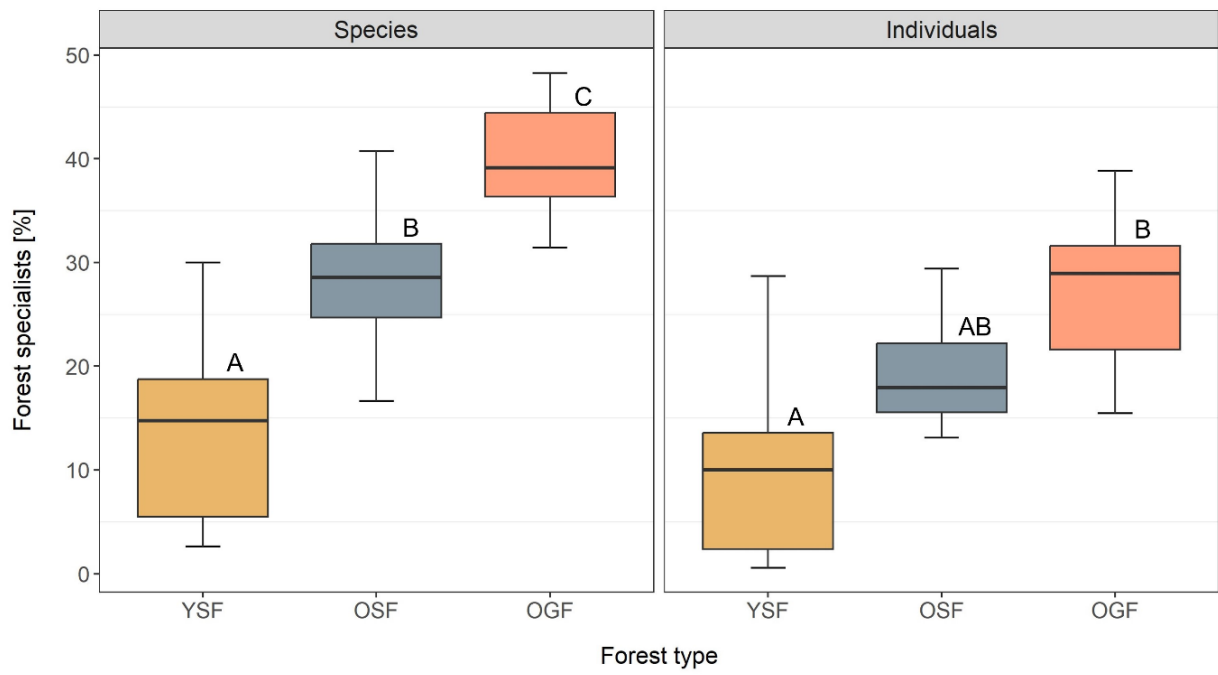 Species
Individuals
Forest specialists [%]
50
40
30
20
10
0
A
B
C
A
AB
B
YSF
OSF
OGF
YSF
OSF
OGF
Forest type